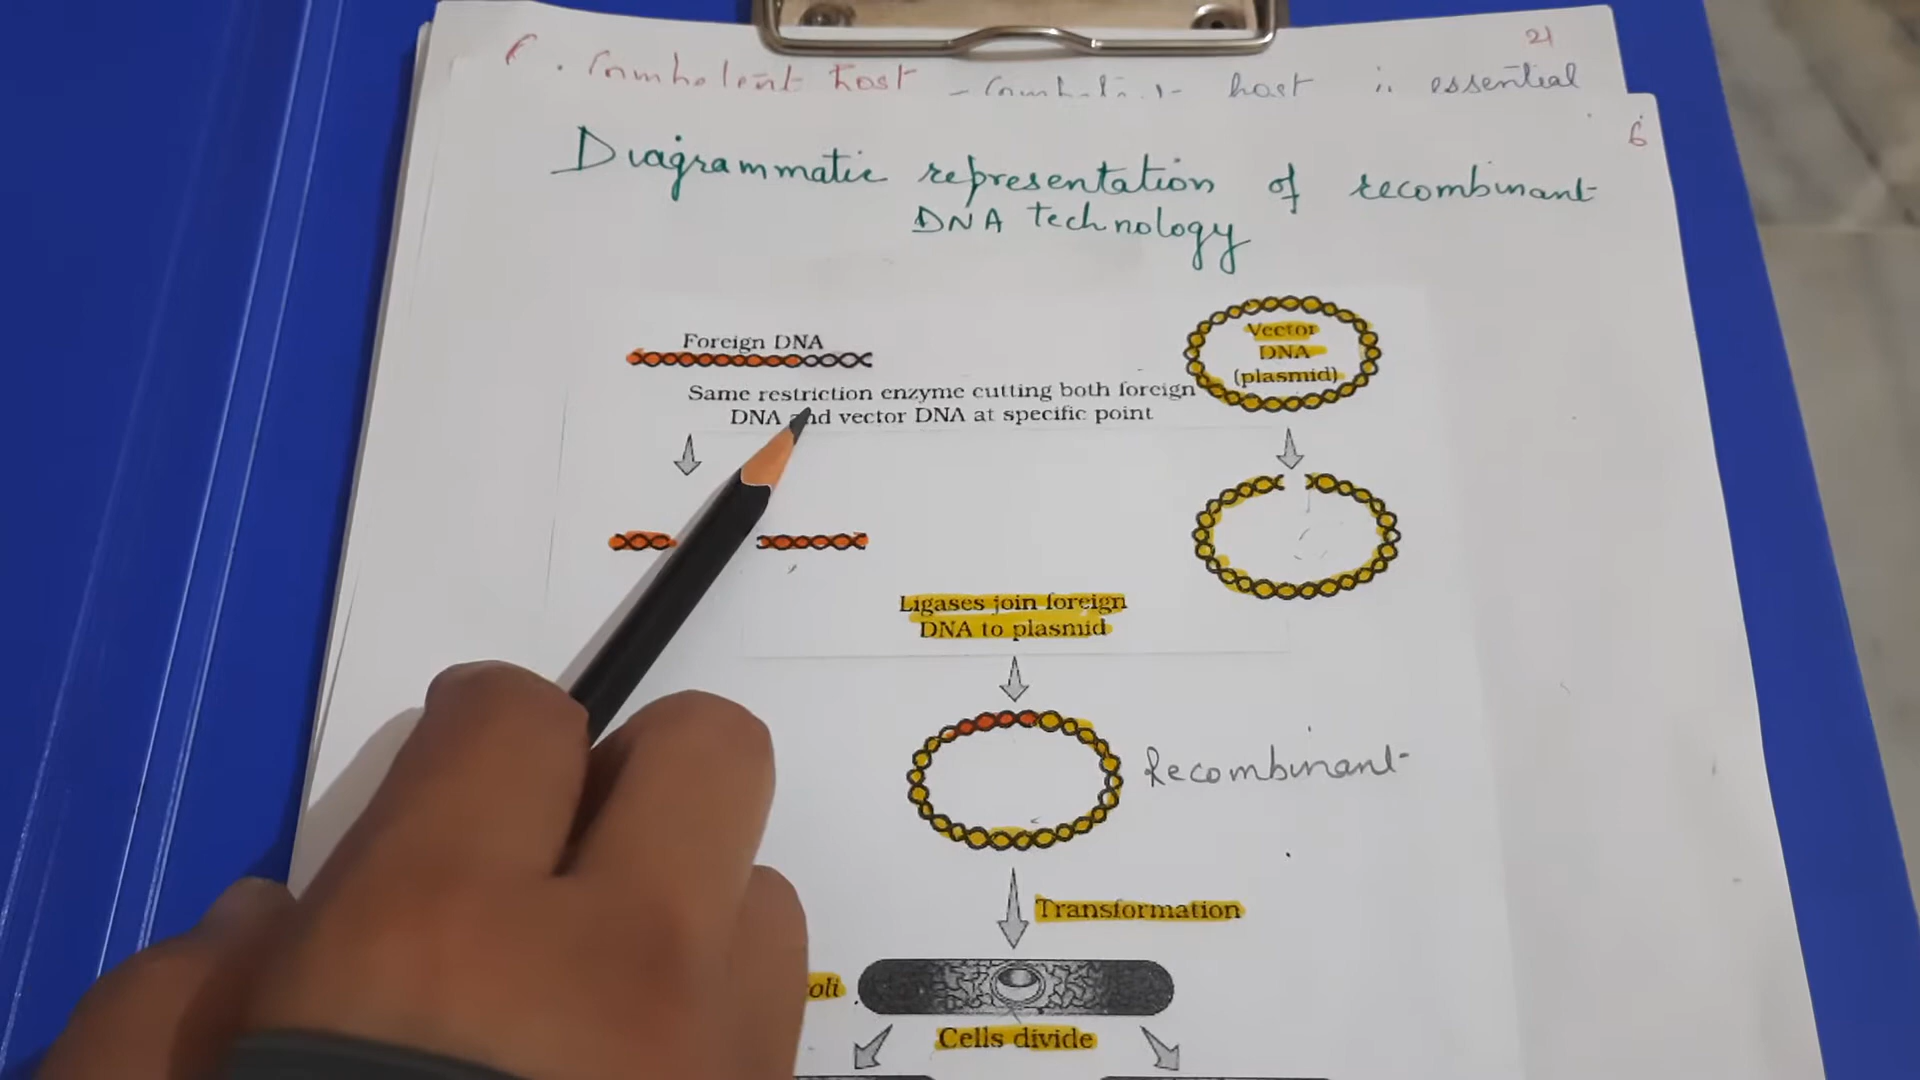 21
host - host is essential
6
Diagrammatic representation of recombinant
DNA technology
Foreign DNA
Vector
DNA
(plasmid)
Same restriction enzyme cutting both foreign
DNA and vector DNA at specific point
Ligases join foreign
DNA to plasmid
Recombinant
Transformation
oli
Cells divide